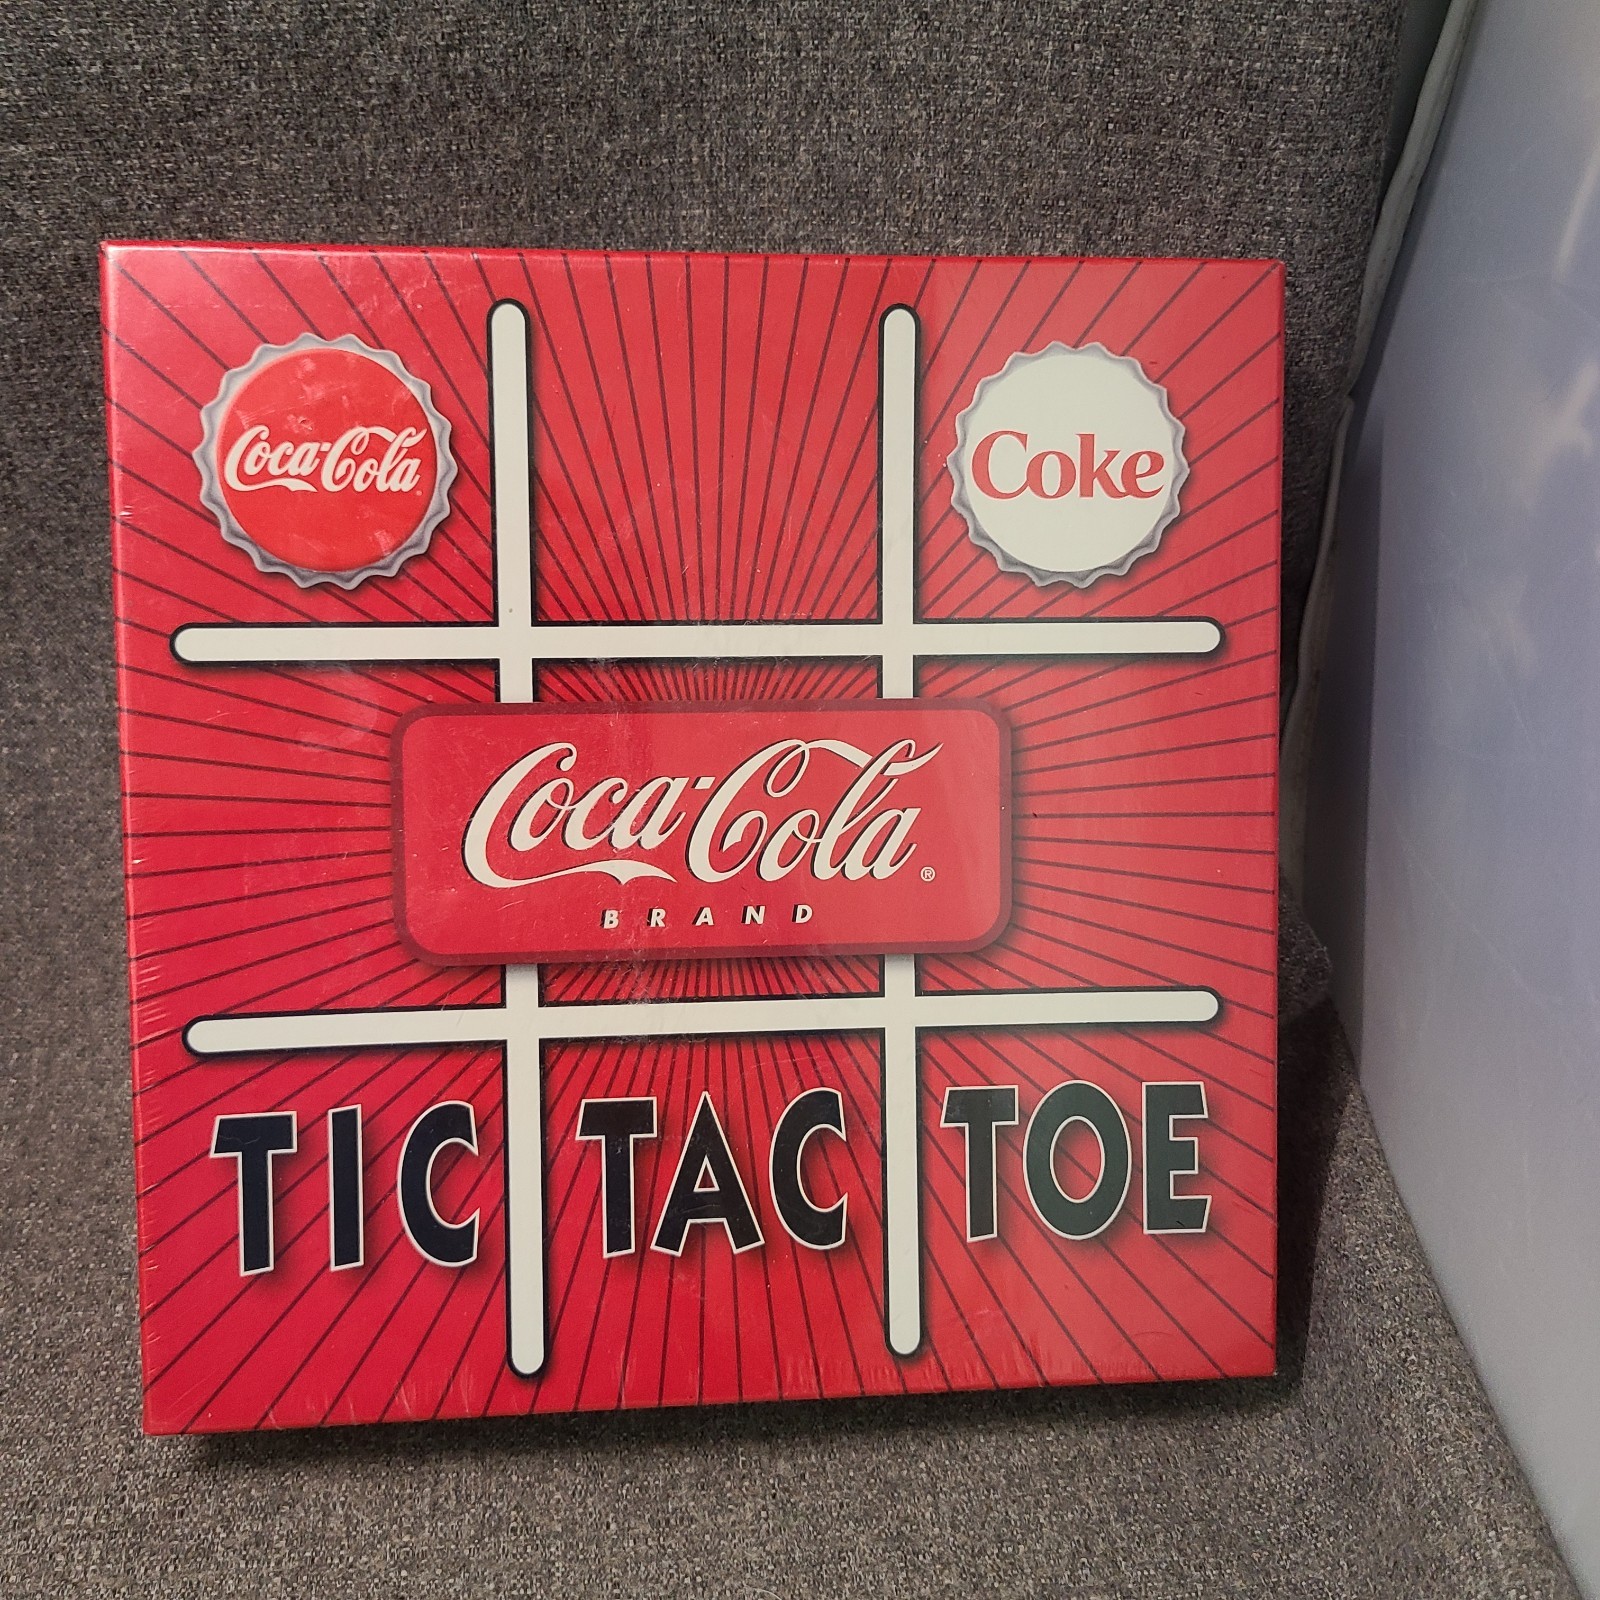 Coca-Cola
Coke
Coca-Cola®
BRAND
TIC TAC TOE